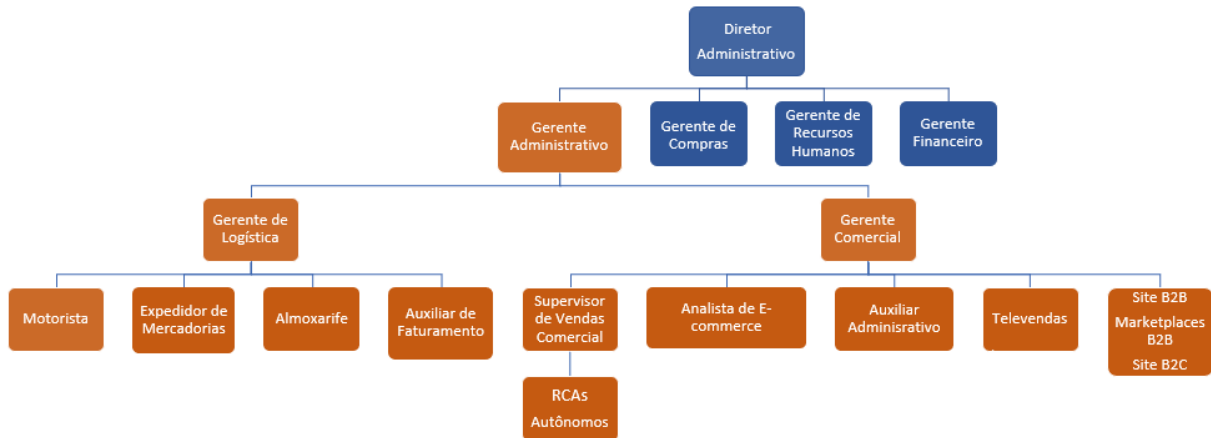 Diretor
Administrativo
Gerente
Administrativo
Gerente de
Compras
Gerente de
Recursos
Humanos
Gerente
Financeiro
Gerente de
Logística
Gerente
Comercial
Motorista
Expedidor de
Mercadorias
Almoxarife
Auxiliar de
Faturamento
Supervisor
de Vendas
Comercial
Analista de E-
commerce
Auxiliar
Adminisrativo
Televendas
Site B2B
Marketplaces
B2B
Site B2C
RCAs
Autônomos